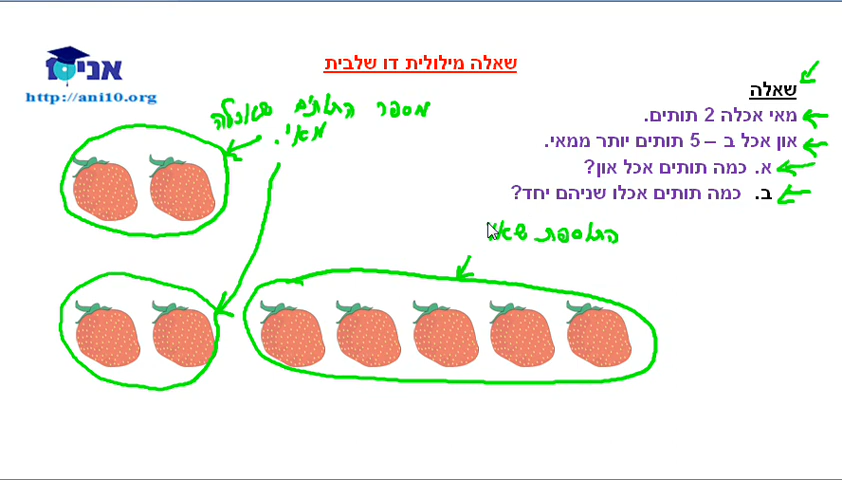 שאלה מילולית דו שלבית
אני10
http://ani10.org
שאלה
מאי אכלה 2 תותים.
און אכל ב – 5 תותים יותר ממאי.
א. כמה תותים אכל און?
ב. כמה תותים אכלו שניהם יחד?
מספר התותים שאכלה
מאי.
התוספת